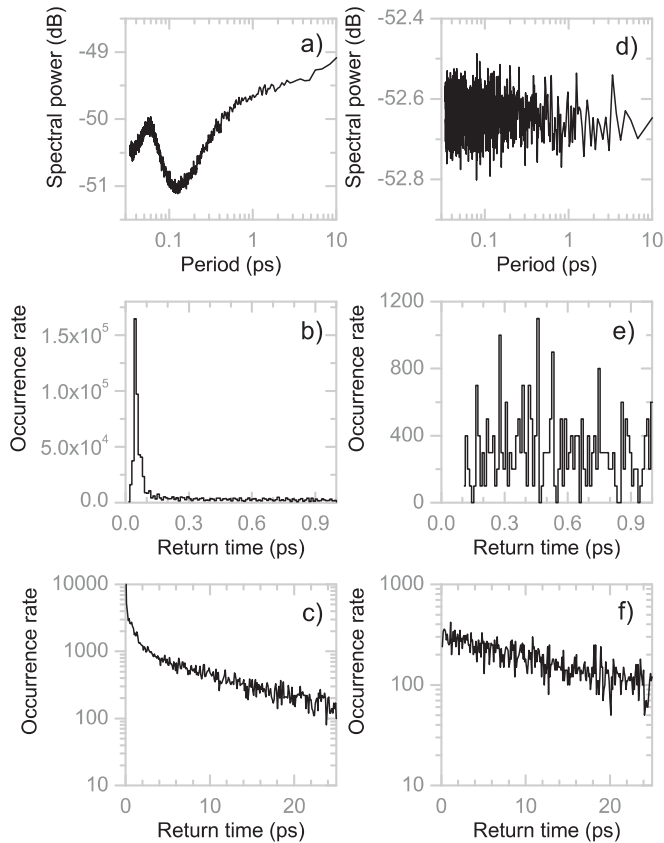 a)
Spectral power (dB)
-49
-50
-51
0.1 1 10
Period (ps)
d)
Spectral power (dB)
-52.4
-52.6
-52.8
0.1 1 10
Period (ps)
b)
Occurrence rate
1.5x10^5
1.0x10^5
5.0x10^4
0.0
0.0 0.3 0.6 0.9
Return time (ps)
e)
Occurrence rate
1200
800
400
0
0.0 0.3 0.6 0.9
Return time (ps)
c)
Occurrence rate
10000
1000
100
10
0 10 20
Return time (ps)
f)
Occurrence rate
1000
100
10
0 10 20
Return time (ps)